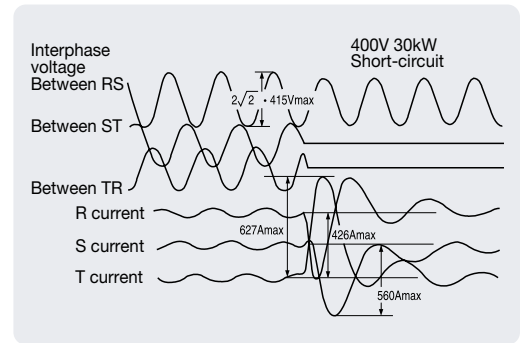 Interphase
voltage
Between RS
400V 30kW
Short-circuit
2√2 · 415Vmax
Between ST
Between TR
R current
627Amax
426Amax
S current
T current
560Amax